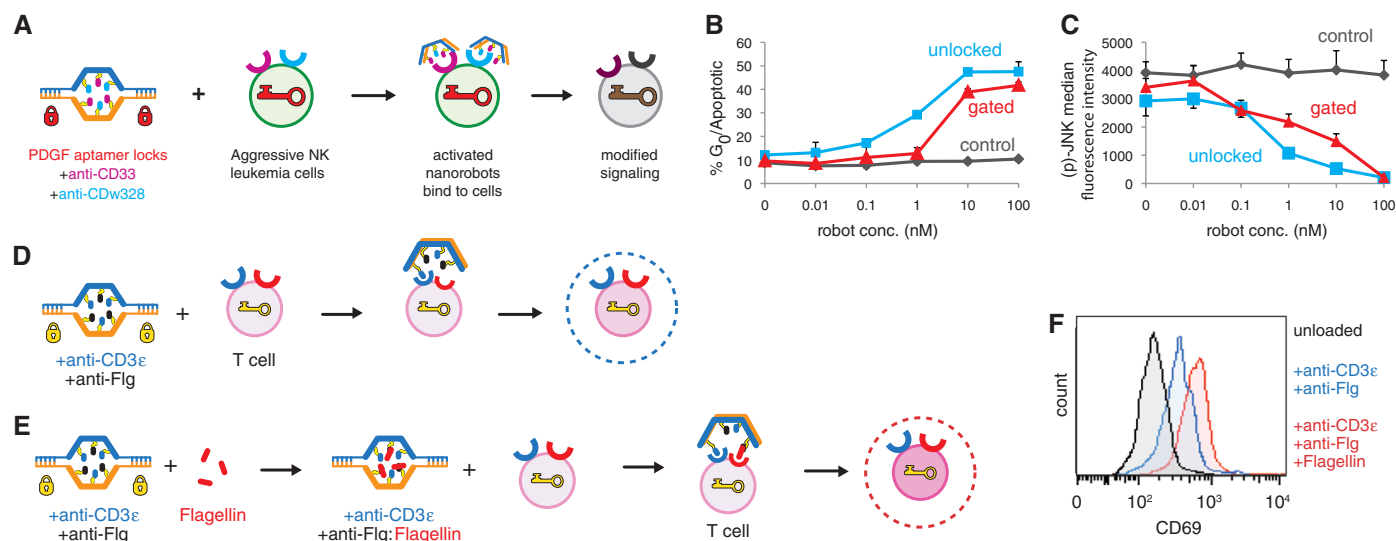 A
PDGF aptamer locks
+anti-CD33
+anti-CDw328
+
Aggressive NK
leukemia cells
activated
nanorobots
bind to cells
modified
signaling
B
% G0/Apoptotic
60
50
40
30
20
10
0
unlocked
gated
control
0 0.01 0.1 1 10 100
robot conc. (nM)
C
(p)-JNK median
fluorescence intensity
5000
4000
3000
2000
1000
0
control
gated
unlocked
0 0.01 0.1 1 10 100
robot conc. (nM)
D
+anti-CD3ε
+anti-Flg
+
T cell
E
+anti-CD3ε
+anti-Flg
+
Flagellin
+anti-CD3ε
+anti-Flg:Flagellin
+
T cell
F
count
0 10² 10³ 10⁴
CD69
unloaded
+anti-CD3ε
+anti-Flg
+anti-CD3ε
+anti-Flg
+Flagellin